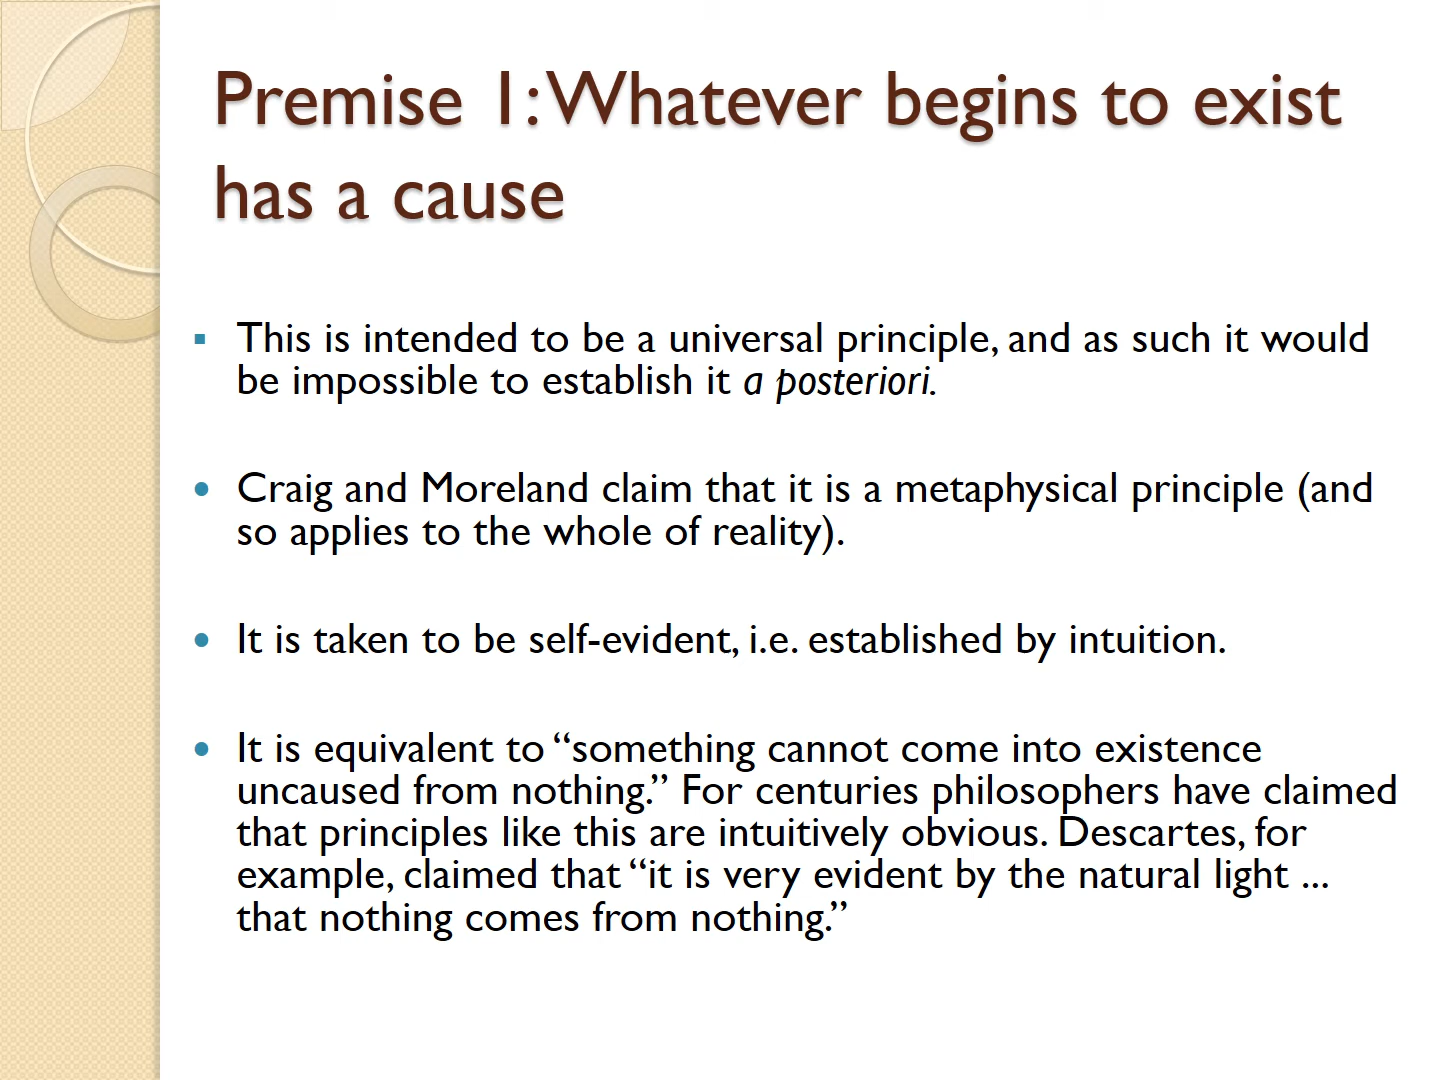 Premise 1: Whatever begins to exist
has a cause
▪ This is intended to be a universal principle, and as such it would
be impossible to establish it a posteriori.
• Craig and Moreland claim that it is a metaphysical principle (and
so applies to the whole of reality).
• It is taken to be self-evident, i.e. established by intuition.
• It is equivalent to “something cannot come into existence
uncaused from nothing.” For centuries philosophers have claimed
that principles like this are intuitively obvious. Descartes, for
example, claimed that “it is very evident by the natural light ...
that nothing comes from nothing.”